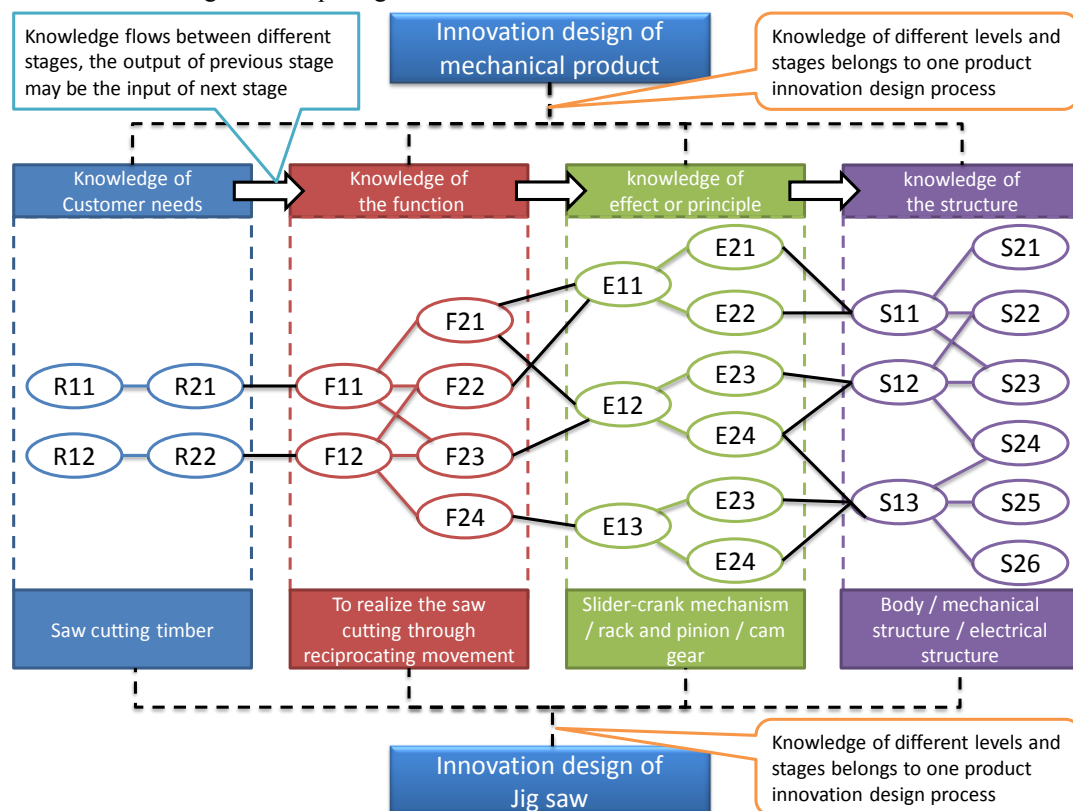 Knowledge flows between different
stages, the output of previous stage
may be the input of next stage
Innovation design of
mechanical product
Knowledge of different levels and
stages belongs to one product
innovation design process
Knowledge of
Customer needs
Knowledge of
the function
knowledge of
effect or principle
knowledge of
the structure
R11
R21
R12
R22
F11
F12
F21
F22
F23
F24
E11
E12
E13
E21
E22
E23
E24
E23
E24
S11
S12
S13
S21
S22
S23
S24
S25
S26
Saw cutting timber
To realize the saw
cutting through
reciprocating movement
Slider-crank mechanism
/ rack and pinion / cam
gear
Body / mechanical
structure / electrical
structure
Innovation design of
Jig saw
Knowledge of different levels and
stages belongs to one product
innovation design process